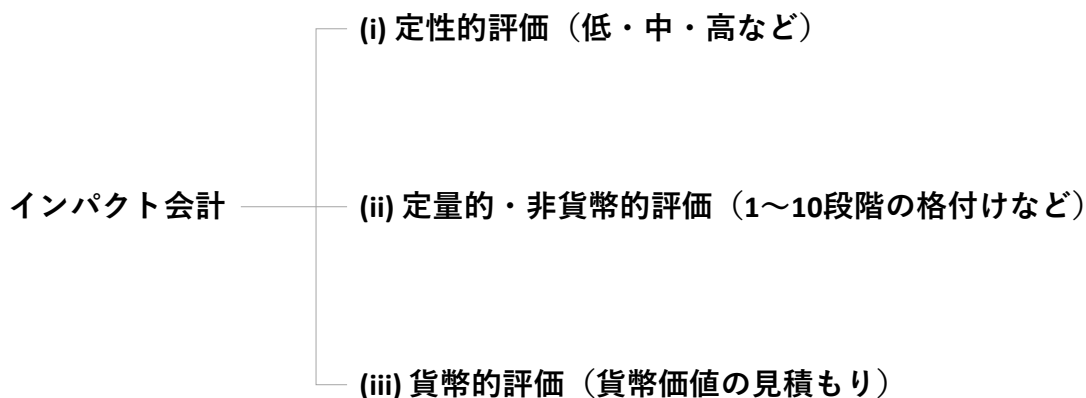 (i) 定性的評価（低・中・高など）
インパクト会計
(ii) 定量的・非貨幣的評価（1～10段階の格付けなど）
(iii) 貨幣的評価（貨幣価値の見積もり）